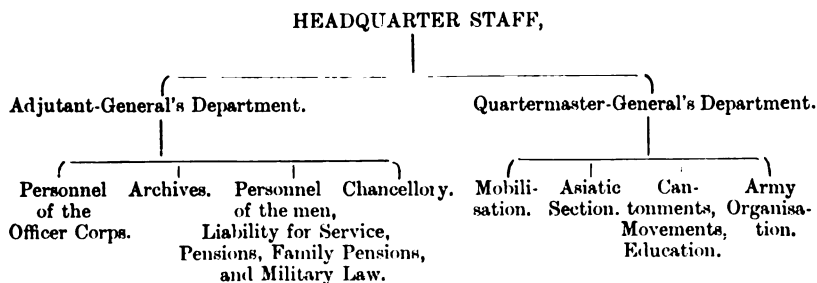 HEADQUARTER STAFF,
Adjutant-General's Department. Quartermaster-General's Department.
Personnel Archives. Personnel Chancellory. Mobili- Asiatic Can- Army
of the of the men, sation. Section. tonments, Organisa-
Officer Corps. Liability for Service, Movements, tion.
Pensions, Family Pensions, Education.
and Military Law.